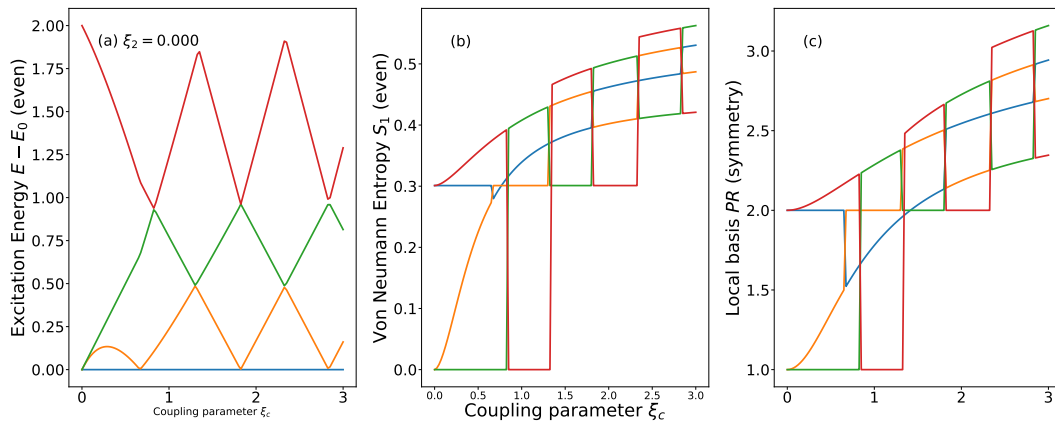 (a) ξ₂ = 0.000
Excitation Energy E − E₀ (even)
2.00
1.75
1.50
1.25
1.00
0.75
0.50
0.25
0.00
0 1 2 3
Coupling parameter ξ_c
(b)
Von Neumann Entropy S₁ (even)
0.5
0.4
0.3
0.2
0.1
0.0
0.0 0.5 1.0 1.5 2.0 2.5 3.0
Coupling parameter ξ_c
(c)
Local basis PR (symmetry)
3.0
2.5
2.0
1.5
1.0
0 1 2 3